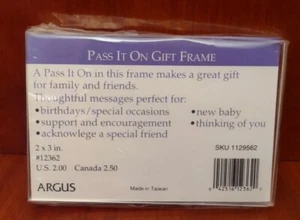 PASS IT ON GIFT FRAME
A Pass It On in this frame makes a great gift
for family and friends.
Thoughtful messages perfect for:
•birthdays/special occasions •new baby
•support and encouragement •thinking of you
•acknowlege a special friend
2 x 3 in. SKU 1129562
#12362
U.S. 2.00 Canada 2.50
ARGUS Made in Taiwan